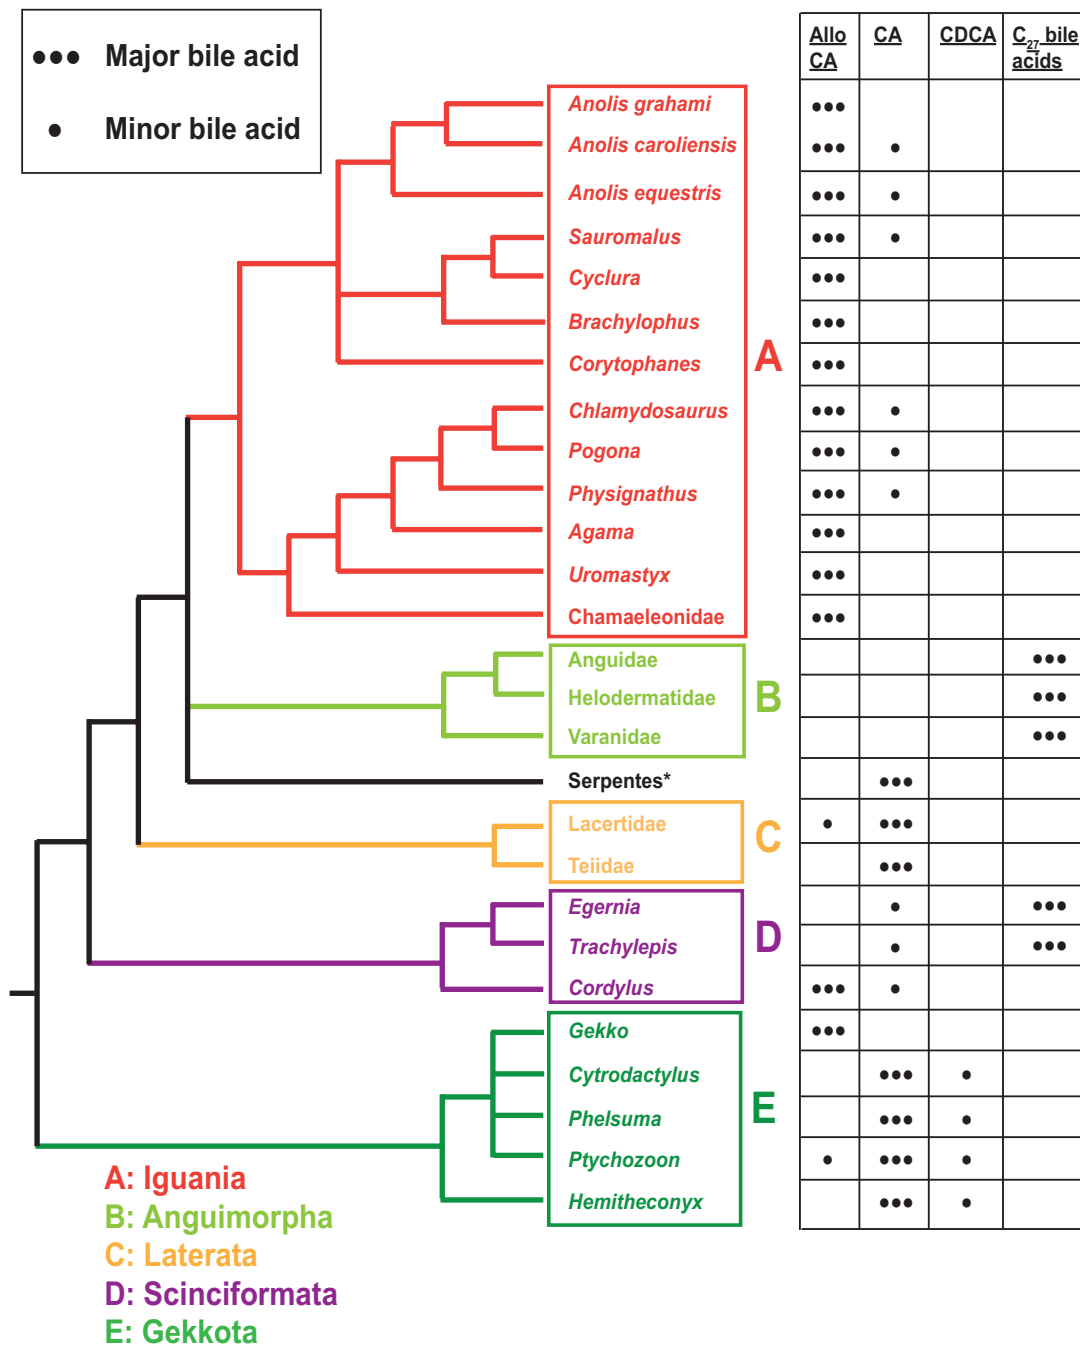 ●●● Major bile acid
● Minor bile acid
Allo CA
CA
CDCA
C27 bile acids
Anolis grahami ●●●
Anolis caroliensis ●●● ●
Anolis equestris ●●● ●
Sauromalus ●●● ●
Cyclura ●●●
Brachylophus ●●●
Corytophanes ●●●
A
Chlamydosaurus ●●● ●
Pogona ●●● ●
Physignathus ●●● ●
Agama ●●●
Uromastyx ●●●
Chamaeleonidae ●●●
Anguidae ●●●
Helodermatidae ●●●
B
Varanidae ●●●
Serpentes* ●●●
Lacertidae ● ●●●
C
Teiidae ●●●
Egernia ● ●●●
Trachylepis ● ●●●
D
Cordylus ●●● ●
Gekko ●●●
Cytrodactylus ●●● ●
Phelsuma ●●● ●
E
Ptychozoon ● ●●● ●
Hemitheconyx ●●● ●
A: Iguania
B: Anguimorpha
C: Laterata
D: Scinciformata
E: Gekkota